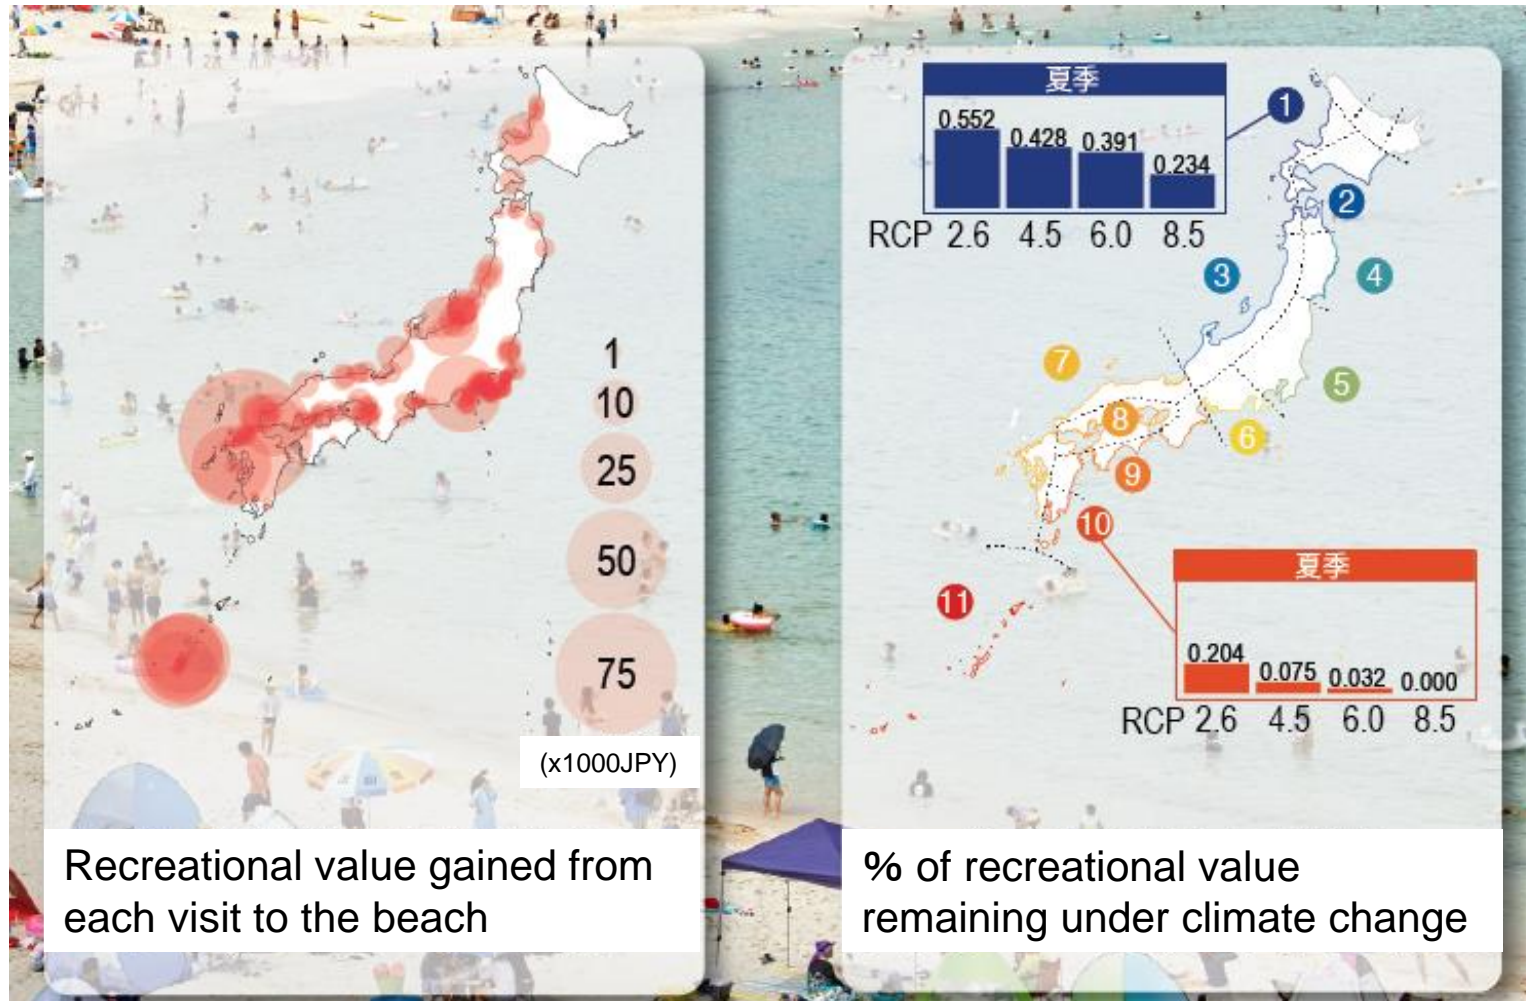 1
10
25
50
75
(x1000JPY)
Recreational value gained from
each visit to the beach
夏季
0.552
0.428
0.391
0.234
RCP 2.6 4.5 6.0 8.5
1
2
3
4
5
6
7
8
9
10
11
夏季
0.204
0.075
0.032
0.000
RCP 2.6 4.5 6.0 8.5
% of recreational value
remaining under climate change